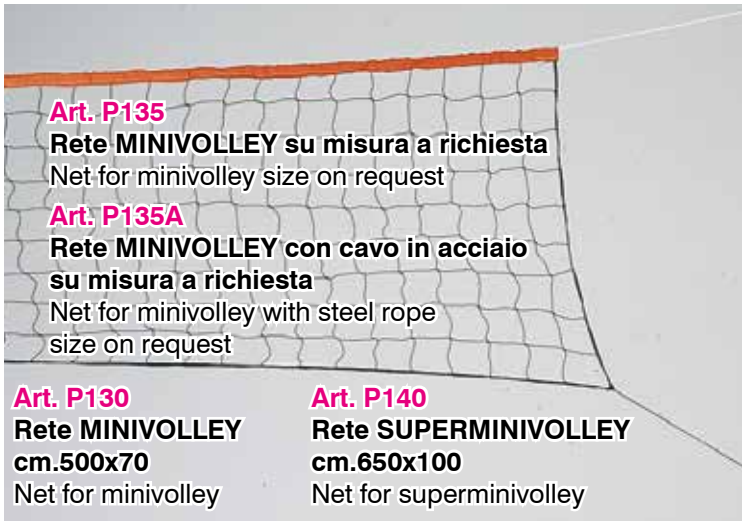 Art. P135
Rete MINIVOLLEY su misura a richiesta
Net for minivolley size on request
Art. P135A
Rete MINIVOLLEY con cavo in acciaio
su misura a richiesta
Net for minivolley with steel rope
size on request
Art. P130
Rete MINIVOLLEY
cm.500x70
Net for minivolley
Art. P140
Rete SUPERMINIVOLLEY
cm.650x100
Net for superminivolley